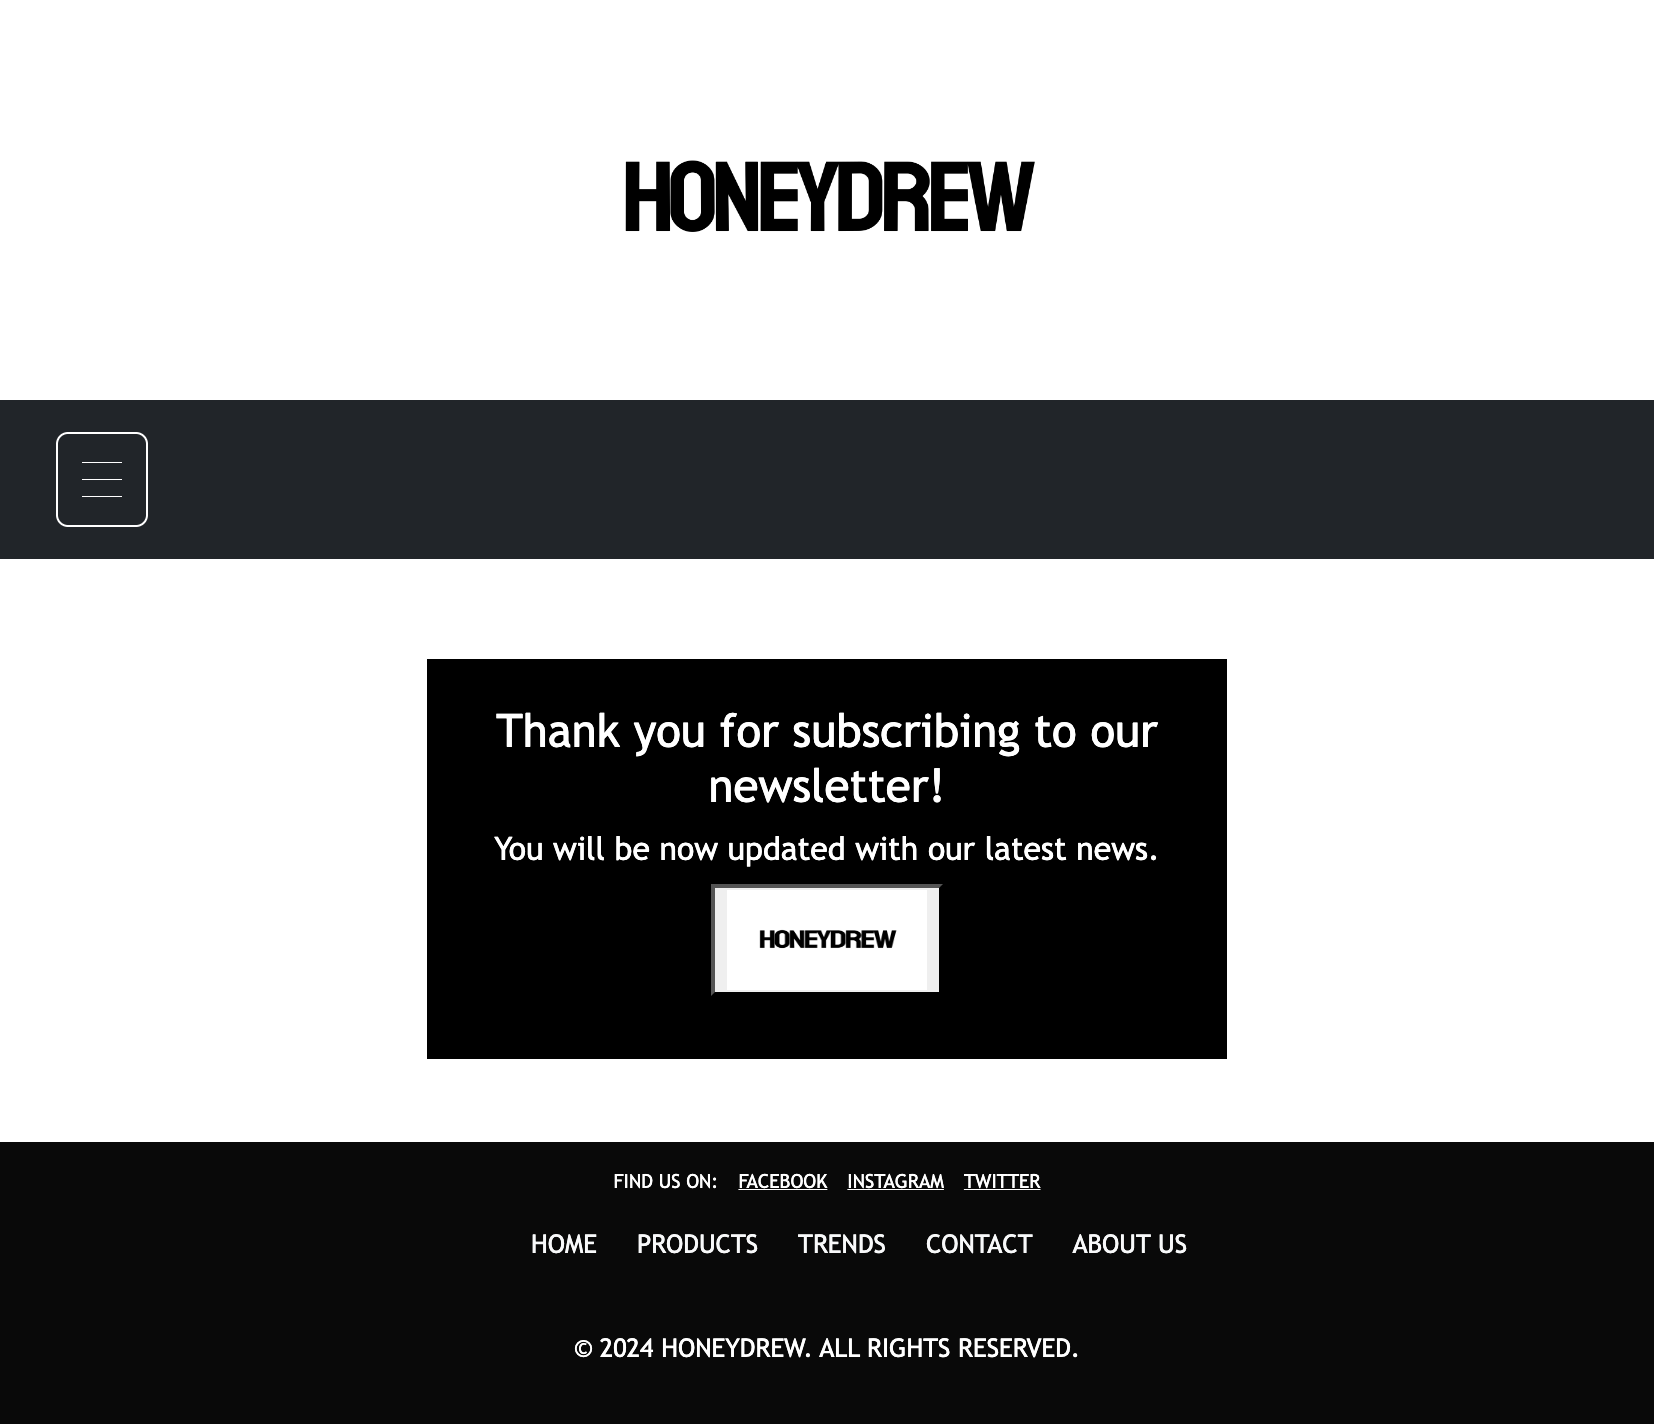 HONEYDREW
Thank you for subscribing to our
newsletter!
You will be now updated with our latest news.
HONEYDREW
FIND US ON: FACEBOOK INSTAGRAM TWITTER
HOME PRODUCTS TRENDS CONTACT ABOUT US
© 2024 HONEYDREW. ALL RIGHTS RESERVED.